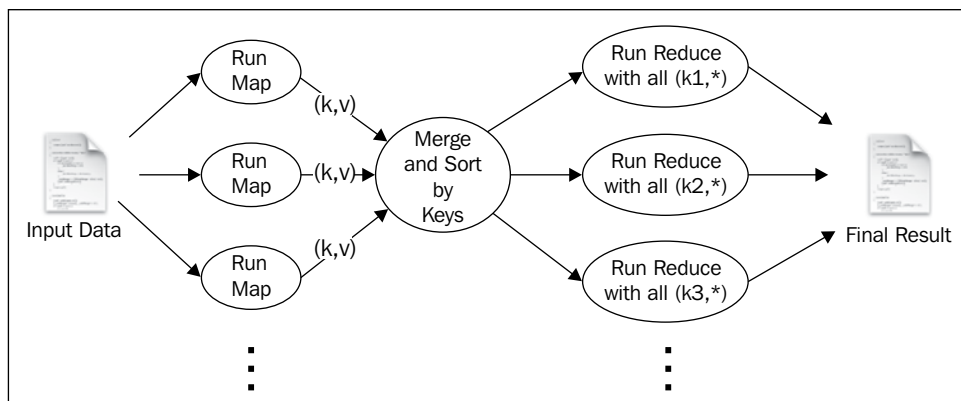 Input Data
Run
Map
(k,v)
Run
Map
(k,v)
Run
Map
(k,v)
Merge
and Sort
by
Keys
Run Reduce
with all (k1,*)
Run Reduce
with all (k2,*)
Run Reduce
with all (k3,*)
Final Result